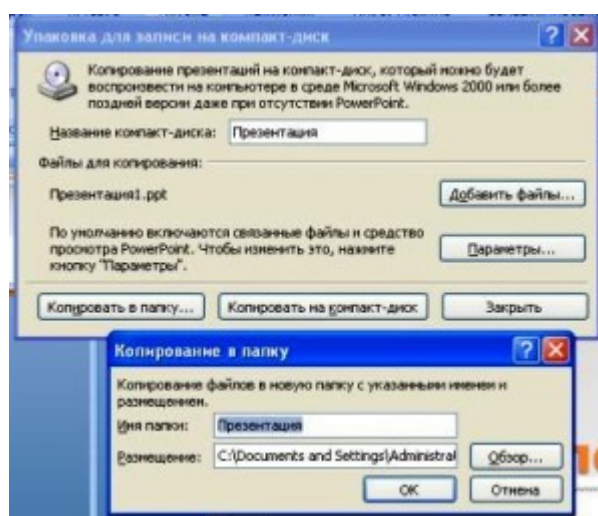 Упаковка для записи на компакт-диск
Копирование презентаций на компакт-диск, который можно будет
воспроизвести на компьютере в среде Microsoft Windows 2000 или более
поздней версии даже при отсутствии PowerPoint.
Название компакт-диска: Презентация
Файлы для копирования:
Презентация1.ppt
Добавить файлы...
По умолчанию включаются связанные файлы и средство
просмотра PowerPoint. Чтобы изменить это, нажмите
кнопку "Параметры".
Параметры...
Копировать в папку... Копировать на компакт-диск Закрыть
Копирование в папку
Копирование файлов в новую папку с указанными именем и
размещением.
Имя папки: Презентация
Размещение: C:\Documents and Settings\Administrat Обзор...
OK Отмена